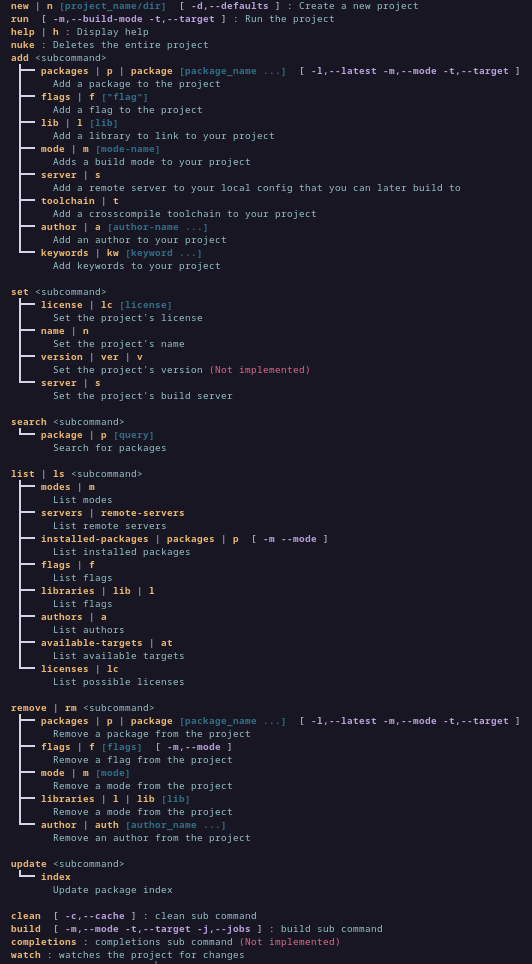 new | n [project_name/dir]  [ -d,--defaults ] : Create a new project
run  [ -m,--build-mode -t,--target ] : Run the project
help | h : Display help
nuke : Deletes the entire project
add <subcommand>
packages | p | package [package_name ...]  [ -l,--latest -m,--mode -t,--target ]
Add a package to the project
flags | f ["flag"]
Add a flag to the project
lib | l [lib]
Add a library to link to your project
mode | m [mode-name]
Adds a build mode to your project
server | s
Add a remote server to your local config that you can later build to
toolchain | t
Add a crosscompile toolchain to your project
author | a [author-name ...]
Add an author to your project
keywords | kw [keyword ...]
Add keywords to your project
set <subcommand>
license | lc [license]
Set the project's license
name | n
Set the project's name
version | ver | v
Set the project's version (Not implemented)
server | s
Set the project's build server
search <subcommand>
package | p [query]
Search for packages
list | ls <subcommand>
modes | m
List modes
servers | remote-servers
List remote servers
installed-packages | packages | p  [ -m --mode ]
List installed packages
flags | f
List flags
libraries | lib | l
List flags
authors | a
List authors
available-targets | at
List available targets
licenses | lc
List possible licenses
remove | rm <subcommand>
packages | p | package [package_name ...]  [ -l,--latest -m,--mode -t,--target ]
Remove a package from the project
flags | f [flags]  [ -m,--mode ]
Remove a flag from the project
mode | m [mode]
Remove a mode from the project
libraries | l | lib [lib]
Remove a mode from the project
author | auth [author_name ...]
Remove an author from the project
update <subcommand>
index
Update package index
clean  [ -c,--cache ] : clean sub command
build  [ -m,--mode -t,--target -j,--jobs ] : build sub command
completions : completions sub command (Not implemented)
watch : watches the project for changes